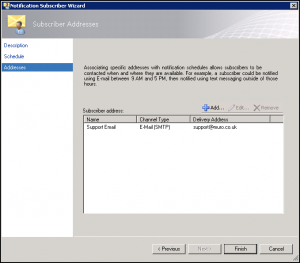 Notification Subscriber Wizard
Subscriber Addresses
Description
Schedule
Addresses
Associating specific addresses with notification schedules allows subscribers to be
contacted when and where they are available. For example, a subscriber could be notified
using E-mail between 9 AM and 5 PM, then notified using text messaging outside of those
hours.
Subscriber address:
Add...
Edit...
Remove
Name Channel Type Delivery Address
Support Email E-Mail (SMTP) support@muro.co.uk
< Previous
Next >
Finish
Cancel